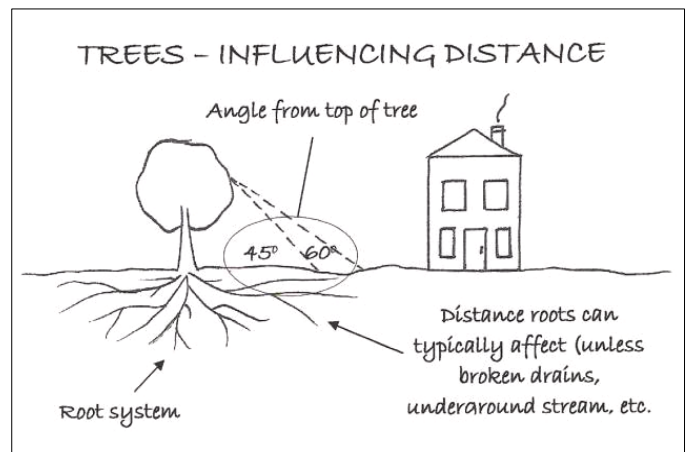 TREES – INFLUENCING DISTANCE
Angle from top of tree
45° 60°
Distance roots can
typically affect (unless
broken drains,
underground stream, etc.
Root system